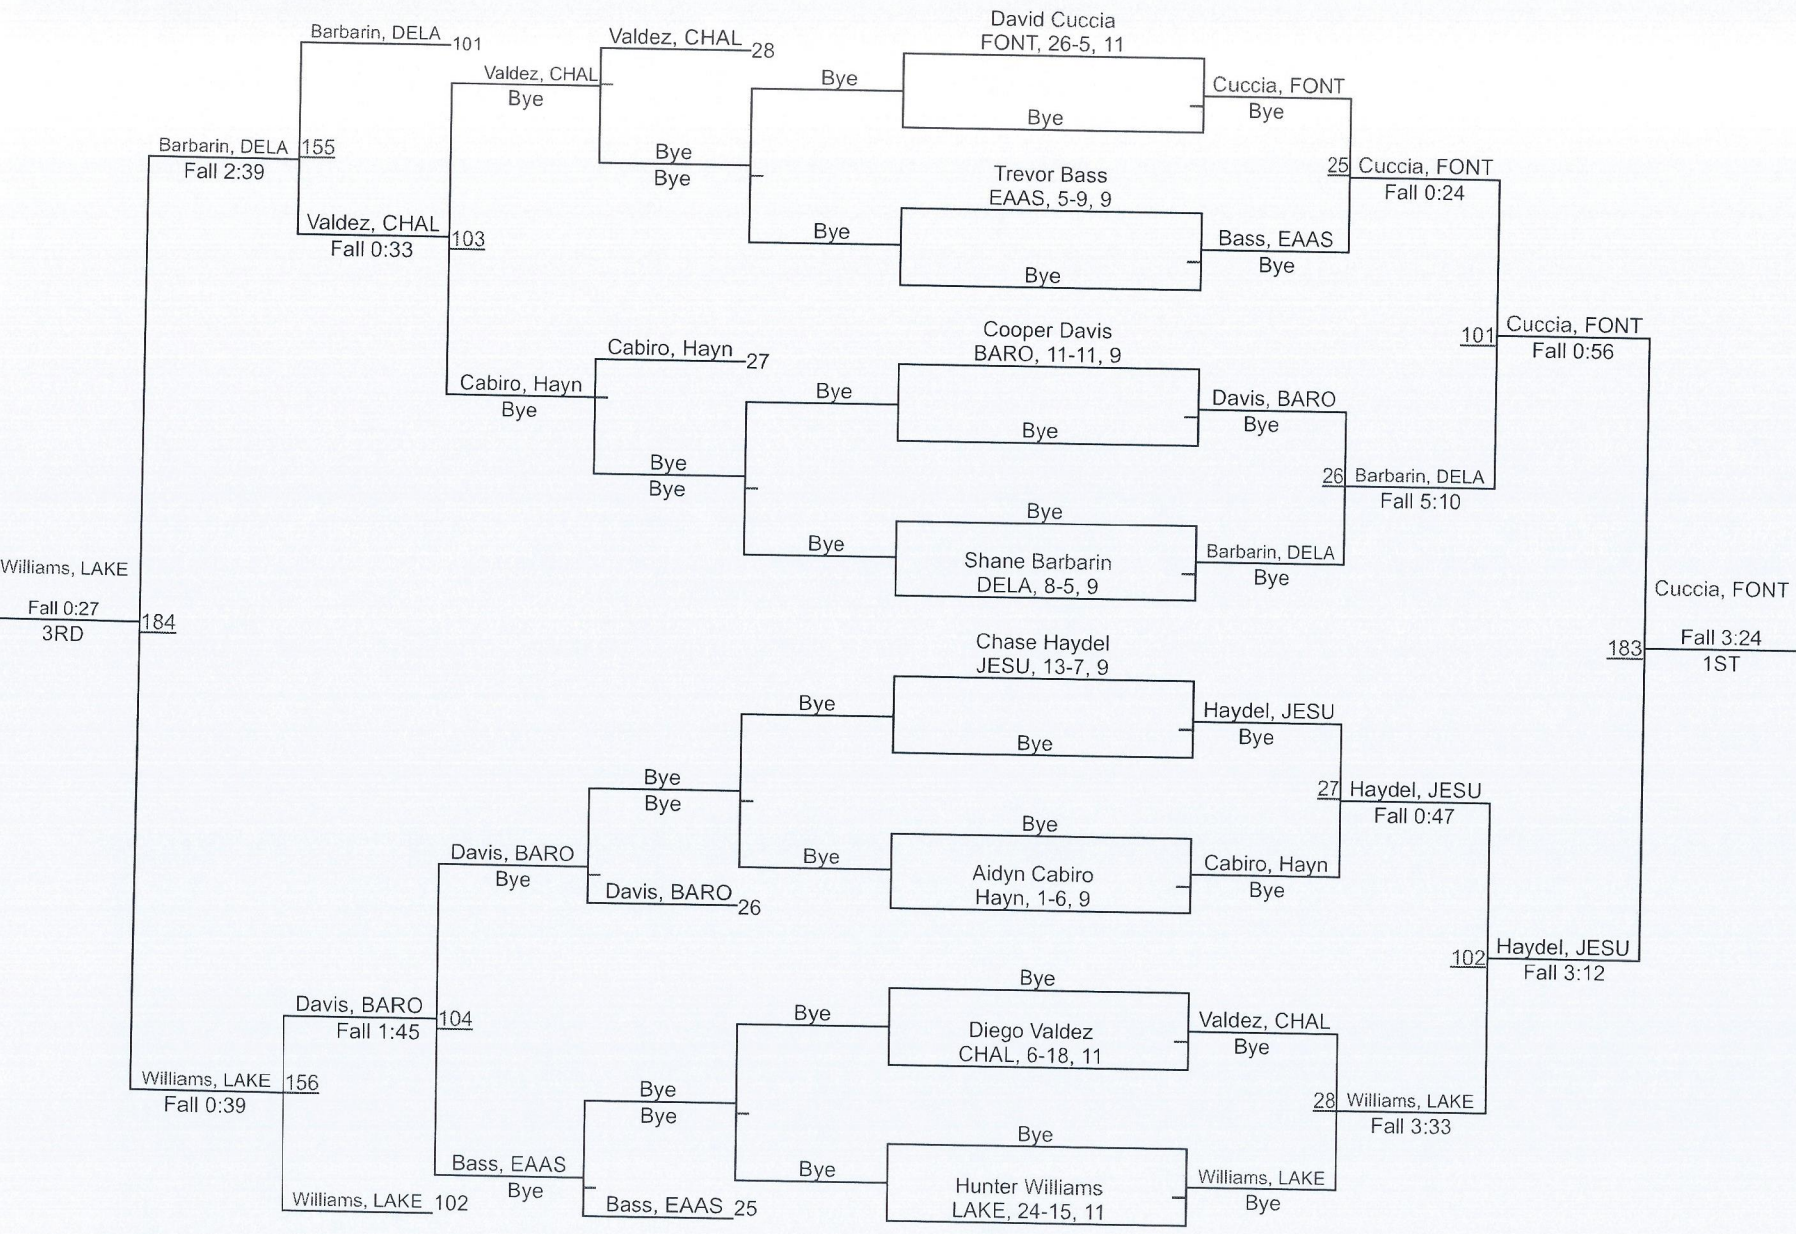 David Cuccia
FONT, 26-5, 11
Barbarin, DELA
101
Valdez, CHAL
28
Valdez, CHAL
Bye
Bye
Cuccia, FONT
Bye
Bye
Barbarin, DELA
155
Fall 2:39
Bye
Bye
Trevor Bass
EAAS, 5-9, 9
25
Cuccia, FONT
Fall 0:24
Valdez, CHAL
103
Fall 0:33
Bye
Bye
Bass, EAAS
Bye
Cooper Davis
BARO, 11-11, 9
101
Cuccia, FONT
Fall 0:56
Cabiro, Hayn
27
Cabiro, Hayn
Bye
Bye
Bye
Davis, BARO
Bye
Bye
Bye
26
Barbarin, DELA
Fall 5:10
Bye
Bye
Shane Barbarin
DELA, 8-5, 9
Barbarin, DELA
Bye
Williams, LAKE
Fall 0:27
3RD
184
Cuccia, FONT
183
Fall 3:24
1ST
Chase Haydel
JESU, 13-7, 9
Bye
Bye
Haydel, JESU
Bye
Bye
Bye
27
Haydel, JESU
Fall 0:47
Davis, BARO
Bye
Davis, BARO
26
Bye
Bye
Aidyn Cabiro
Hayn, 1-6, 9
Cabiro, Hayn
Bye
102
Haydel, JESU
Fall 3:12
Davis, BARO
104
Fall 1:45
Bye
Bye
Diego Valdez
CHAL, 6-18, 11
Valdez, CHAL
Bye
Williams, LAKE
156
Fall 0:39
Bye
Bye
28
Williams, LAKE
Fall 3:33
Bass, EAAS
Bye
Bye
Bye
Hunter Williams
LAKE, 24-15, 11
Williams, LAKE
Bye
Williams, LAKE
102
Bass, EAAS
25